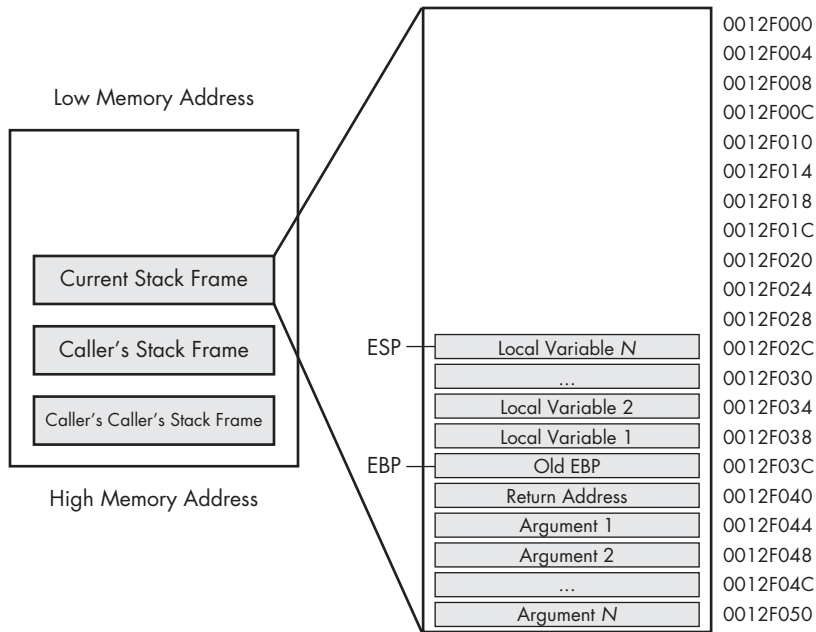 Low Memory Address
Current Stack Frame
Caller's Stack Frame
Caller's Caller's Stack Frame
High Memory Address
0012F000
0012F004
0012F008
0012F00C
0012F010
0012F014
0012F018
0012F01C
0012F020
0012F024
0012F028
ESP Local Variable N 0012F02C
... 0012F030
Local Variable 2 0012F034
Local Variable 1 0012F038
EBP Old EBP 0012F03C
Return Address 0012F040
Argument 1 0012F044
Argument 2 0012F048
... 0012F04C
Argument N 0012F050